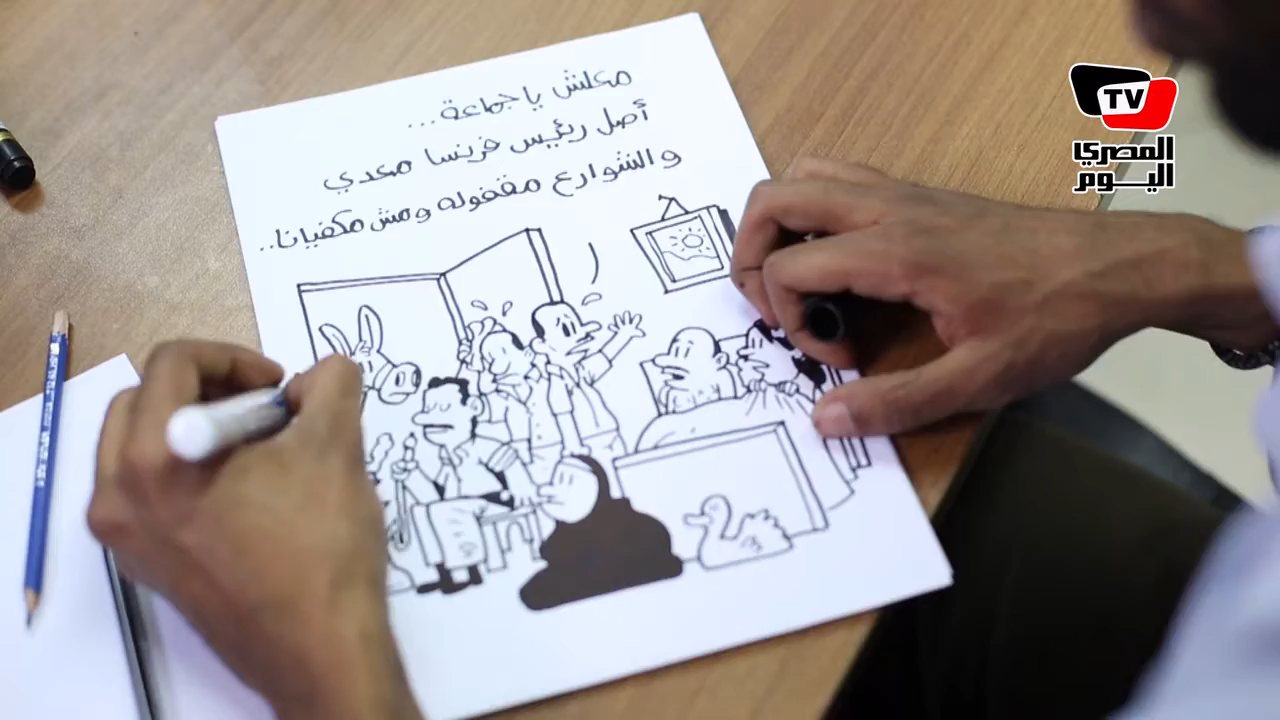 معلش يا جماعة...
أصل رئيس فرنسا معدي
والشوارع مقفوله ومش مكفيانا..
TV
المصري
اليوم